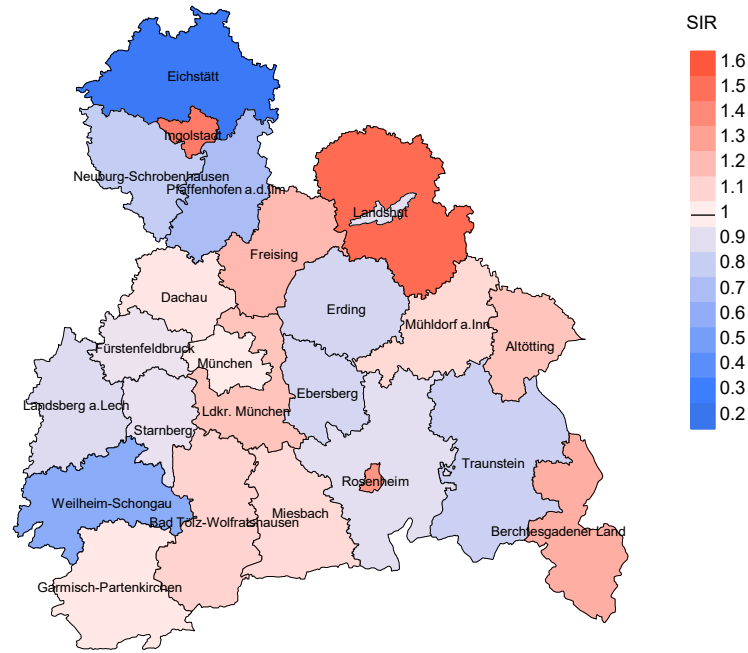 SIR
1.6
1.5
1.4
1.3
1.2
1.1
1
0.9
0.8
0.7
0.6
0.5
0.4
0.3
0.2
Eichstätt
Ingolstadt
Neuburg-Schrobenhausen
Pfaffenhofen a.d.Ilm
Landshut
Freising
Dachau
Erding
Mühldorf a.Inn
Altötting
Fürstenfeldbruck
München
Ebersberg
Landsberg a.Lech
Ldkr. München
Starnberg
Traunstein
Rosenheim
Weilheim-Schongau
Miesbach
Bad Tölz-Wolfratshausen
Berchtesgadener Land
Garmisch-Partenkirchen